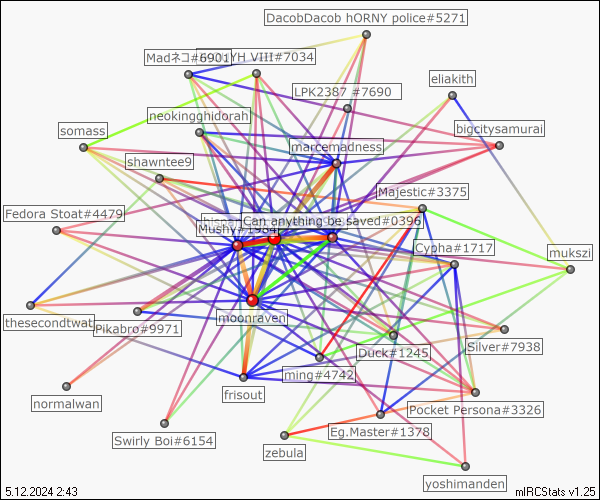 DacobDacob hORNY police#5271
Madネコ#6901
YH VIII#7034
eliakith
LPK2387 #7690
neokingghidorah
bigcitysamurai
somass
marcemadness
shawntee9
Majestic#3375
Fedora Stoat#4479
Can anything be saved#0396
Mushy#1984
Cypha#1717
mukszi
thesecondtwat
moonraven
Pikabro#9971
Silver#7938
Duck#1245
ming#4742
normalwan
frisout
Pocket Persona#3326
Eg.Master#1378
Swirly Boi#6154
zebula
yoshimanden
5.12.2024 2:43
mIRCStats v1.25